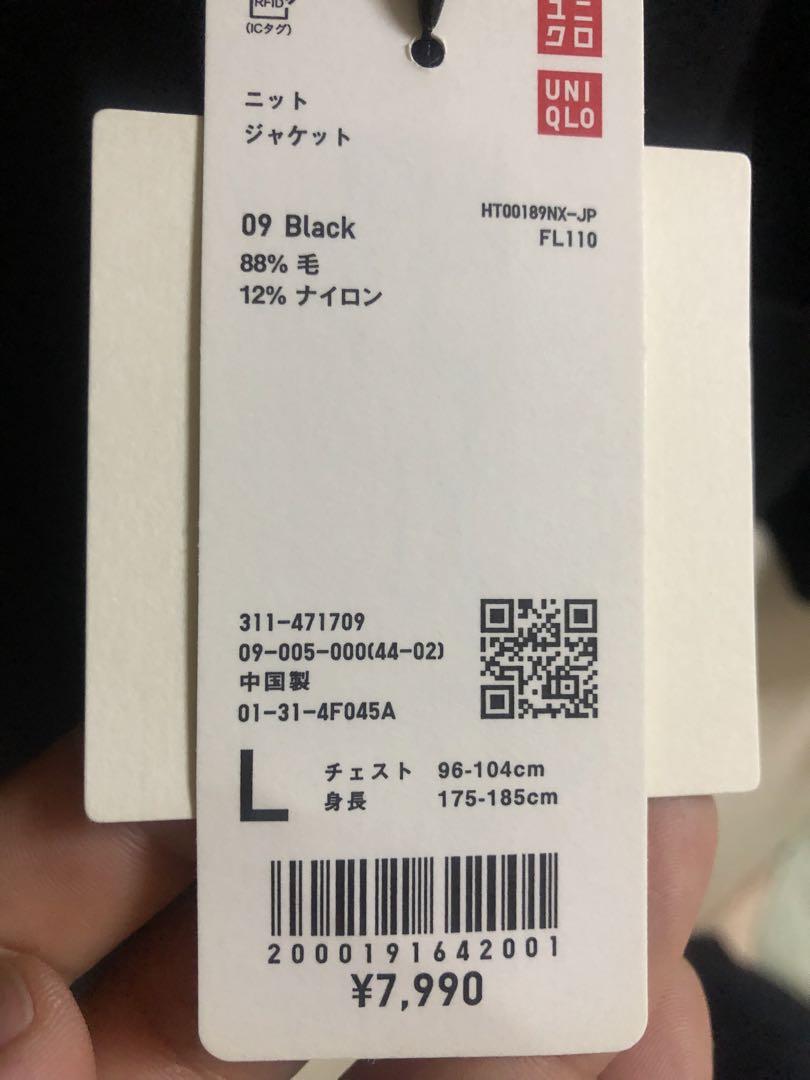 RFID
(ICタグ)
ユニ
クロ
UNI
QLO
ニット
ジャケット
HT00189NX-JP
FL110
09 Black
88% 毛
12% ナイロン
311-471709
09-005-000(44-02)
中国製
01-31-4F045A
L
チェスト 96-104cm
身長 175-185cm
2000191642001
¥7,990